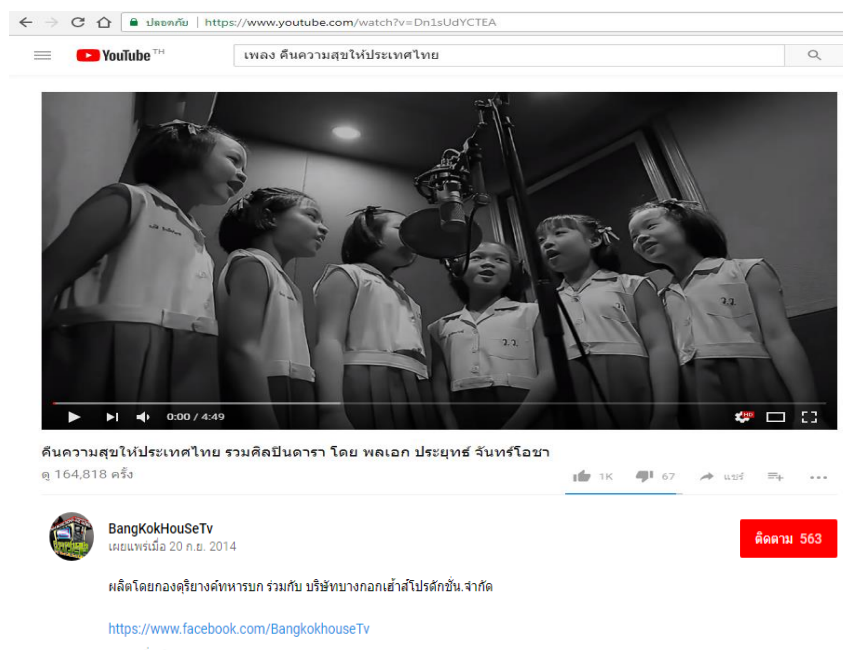 ปลอดภัย | https://www.youtube.com/watch?v=Dn1sUdYCTEA
YouTube TH
เพลง คืนความสุขให้ประเทศไทย
22
22
22
0:00 / 4:49
HD
คืนความสุขให้ประเทศไทย รวมศิลปินดารา โดย พลเอก ประยุทธ์ จันทร์โอชา
ดู 164,818 ครั้ง
1K 67 แชร์
BangKokHouSeTv
เผยแพร่เมื่อ 20 ก.ย. 2014
ติดตาม 563
ผลิตโดยกองดุริยางค์ทหารบก ร่วมกับ บริษัทบางกอกเฮ้าส์โปรดักชั่น.จำกัด
https://www.facebook.com/BangkokhouseTv